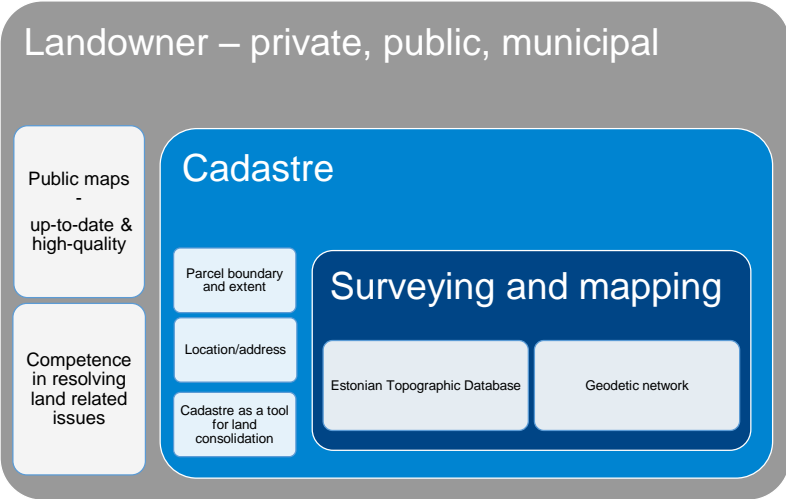 Landowner – private, public, municipal
Public maps
-
up-to-date &
high-quality
Competence
in resolving
land related
issues
Cadastre
Parcel boundary
and extent
Location/address
Cadastre as a tool
for land
consolidation
Surveying and mapping
Estonian Topographic Database
Geodetic network